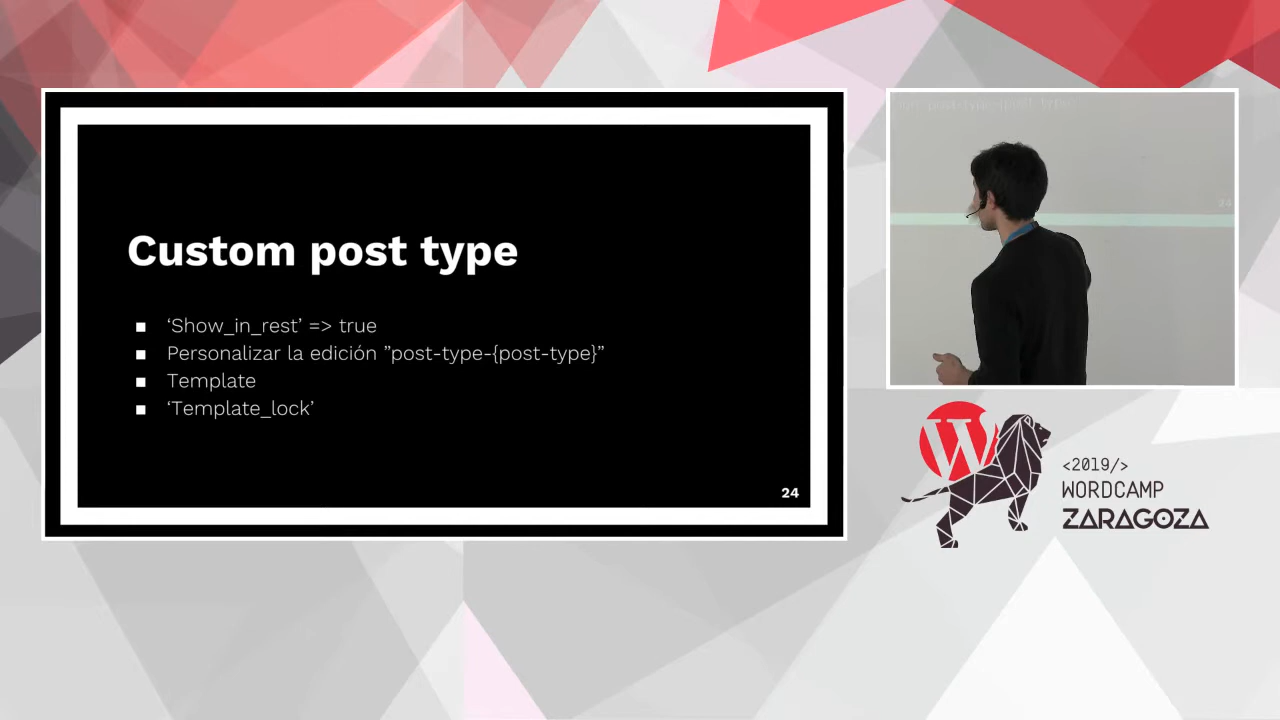 Custom post type
‘Show_in_rest’ => true
Personalizar la edición ”post-type-{post-type}”
Template
‘Template_lock’
24
<2019/>
WORDCAMP
ZARAGOZA